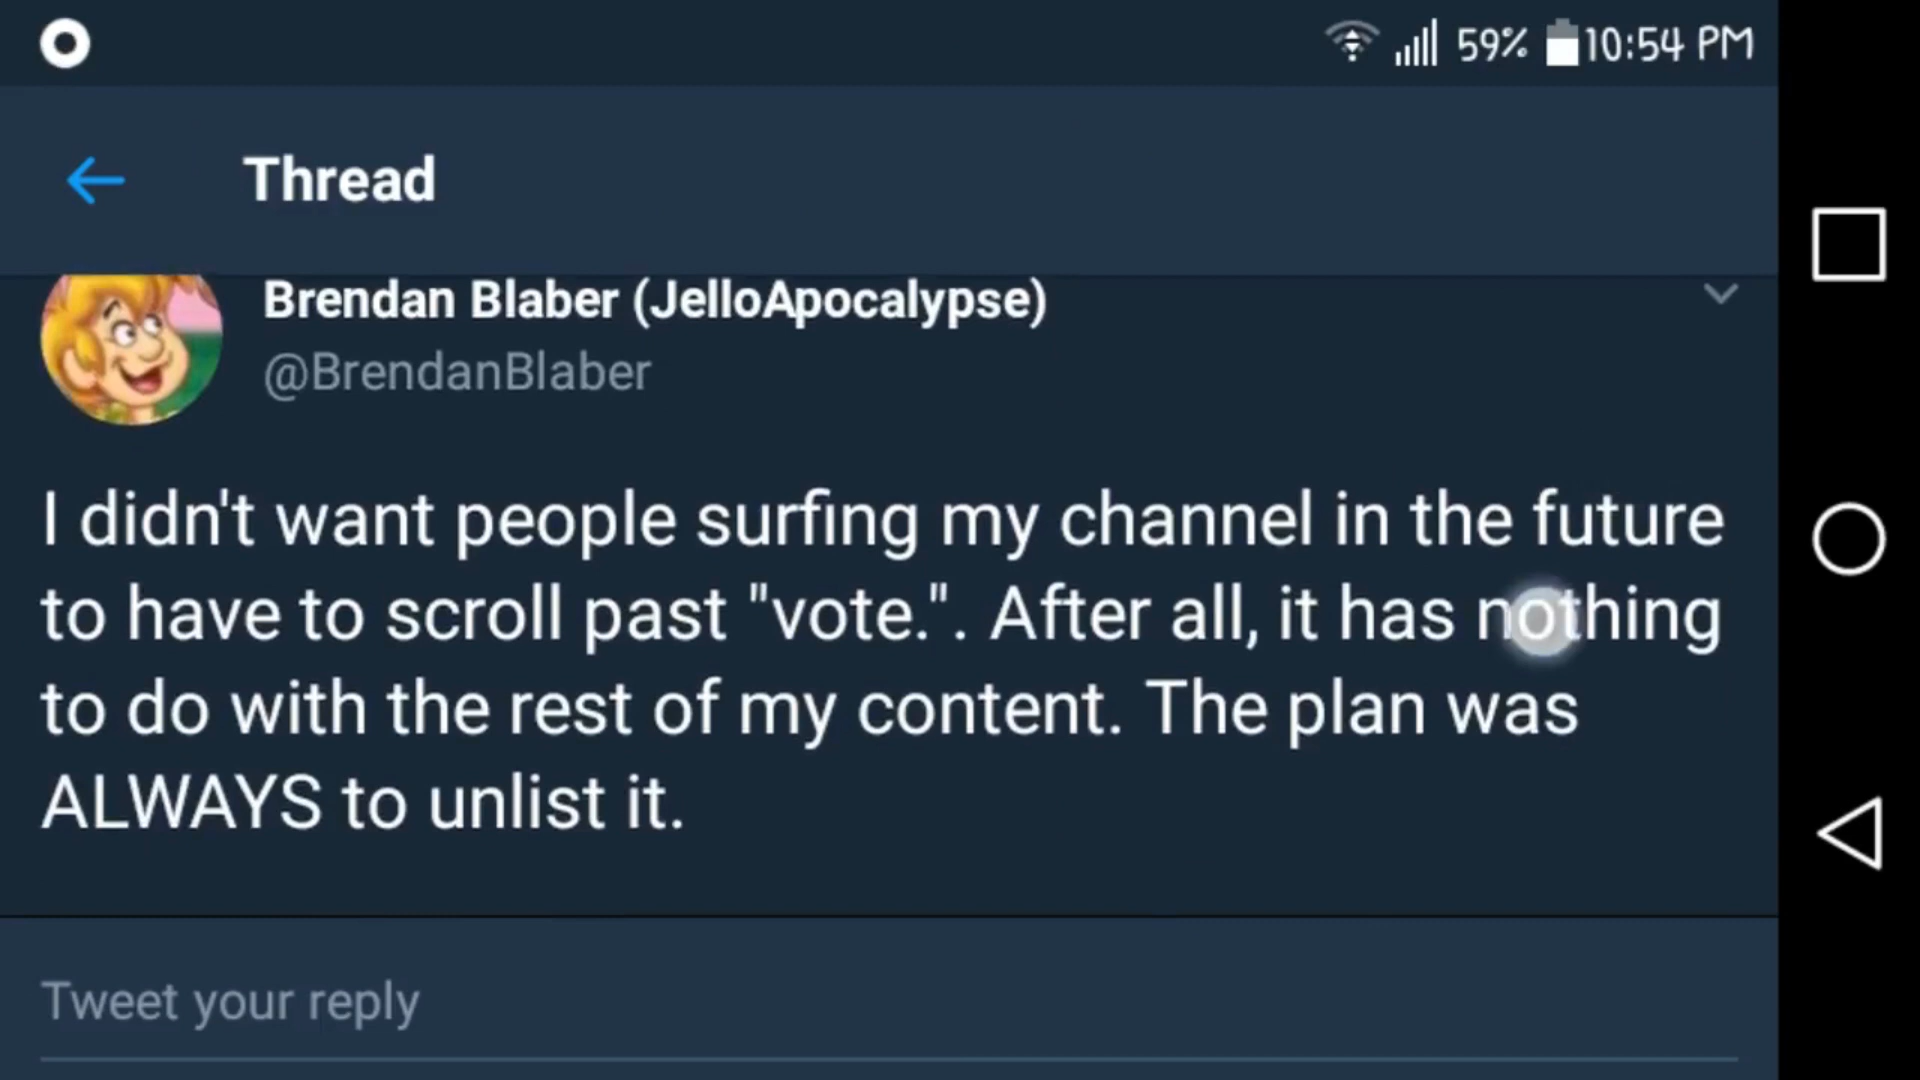 59% 10:54 PM
Thread
Brendan Blaber (JelloApocalypse)
@BrendanBlaber
I didn't want people surfing my channel in the future
to have to scroll past "vote.". After all, it has nothing
to do with the rest of my content. The plan was
ALWAYS to unlist it.
Tweet your reply